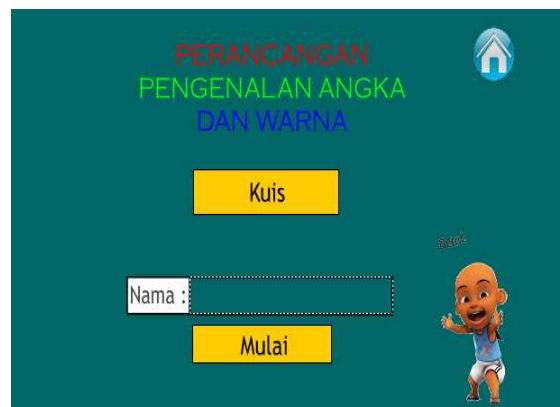 PERANCANGAN
PENGENALAN ANGKA
DAN WARNA
Kuis
Nama :
Mulai